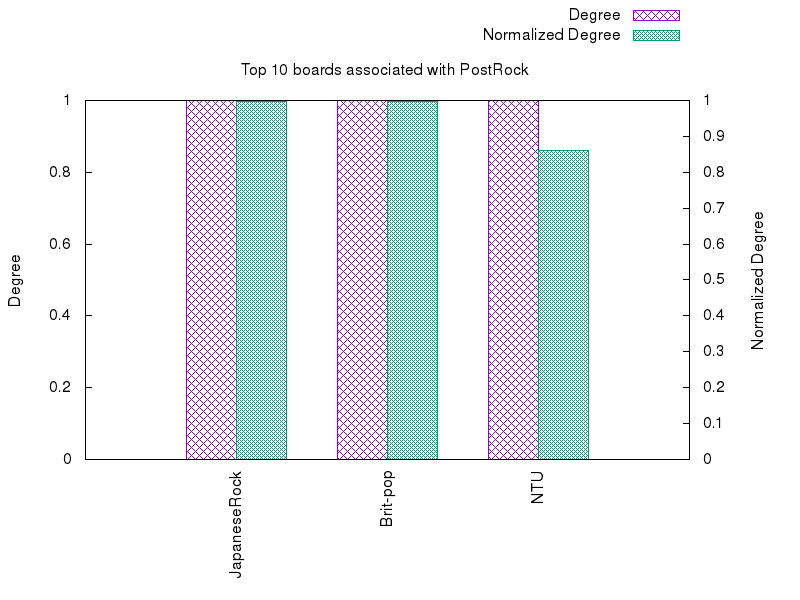 Degree
Normalized Degree
Top 10 boards associated with PostRock
1
0.8
0.6
0.4
0.2
0
1
0.9
0.8
0.7
0.6
0.5
0.4
0.3
0.2
0.1
0
Degree
Normalized Degree
JapaneseRock
Brit-pop
NTU